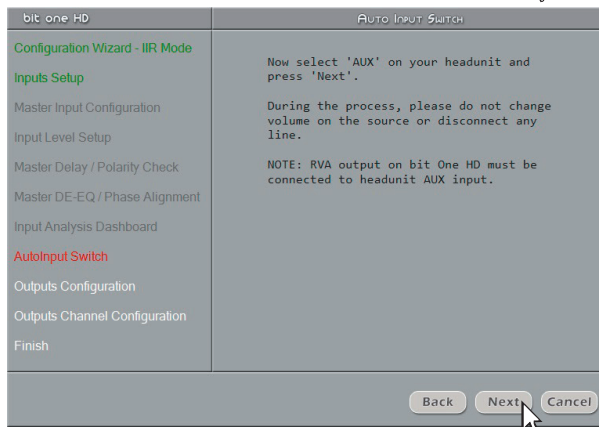 bit one HD
Auto Input Switch
Configuration Wizard - IIR Mode
Inputs Setup
Master Input Configuration
Input Level Setup
Master Delay / Polarity Check
Master DE-EQ / Phase Alignment
Input Analysis Dashboard
AutoInput Switch
Outputs Configuration
Outputs Channel Configuration
Finish
Now select 'AUX' on your headunit and
press 'Next'.
During the process, please do not change
volume on the source or disconnect any
line.
NOTE: RVA output on bit One HD must be
connected to headunit AUX input.
Back
Next
Cancel